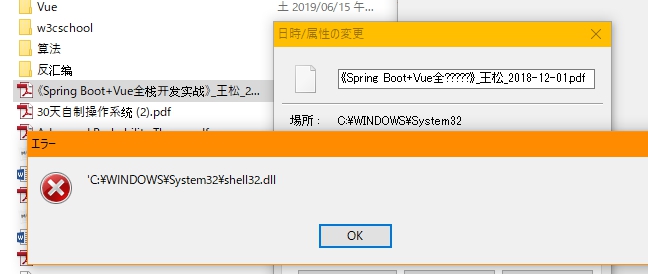 Vue
土 2019/06/15 午...
w3cschool
算法
反汇编
日時/属性の変更
《Spring Boot+Vue全栈开发实战》_王松_2...
《Spring Boot+Vue全?????》_王松_2018-12-01.pdf
30天自制操作系统 (2).pdf
場所： C:¥WINDOWS¥System32
エラー
'C:¥WINDOWS¥System32¥shell32.dll
OK